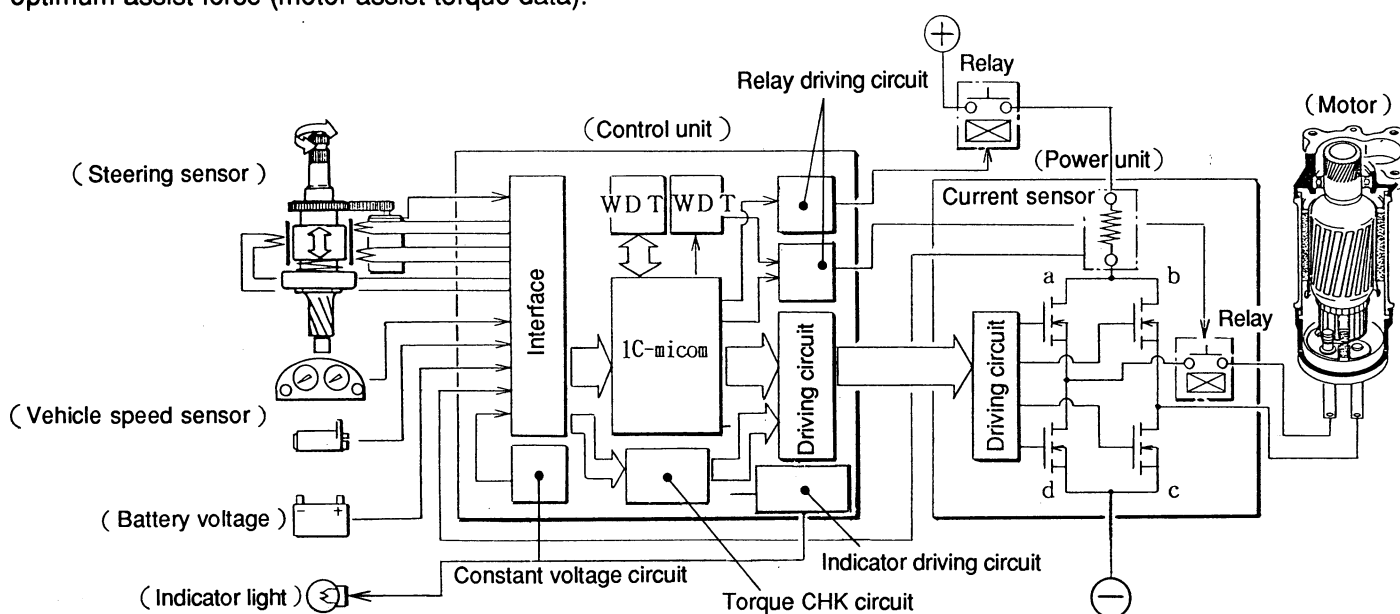 optimum assist force (motor assist torque data).
Relay
Relay driving circuit
(Motor)
(Control unit)
(Steering sensor)
(Power unit)
WDT
WDT
Current sensor
a
b
Relay
Interface
1C-micom
Driving circuit
Driving circuit
(Vehicle speed sensor)
d
c
(Battery voltage)
Indicator driving circuit
Constant voltage circuit
(Indicator light)
Torque CHK circuit